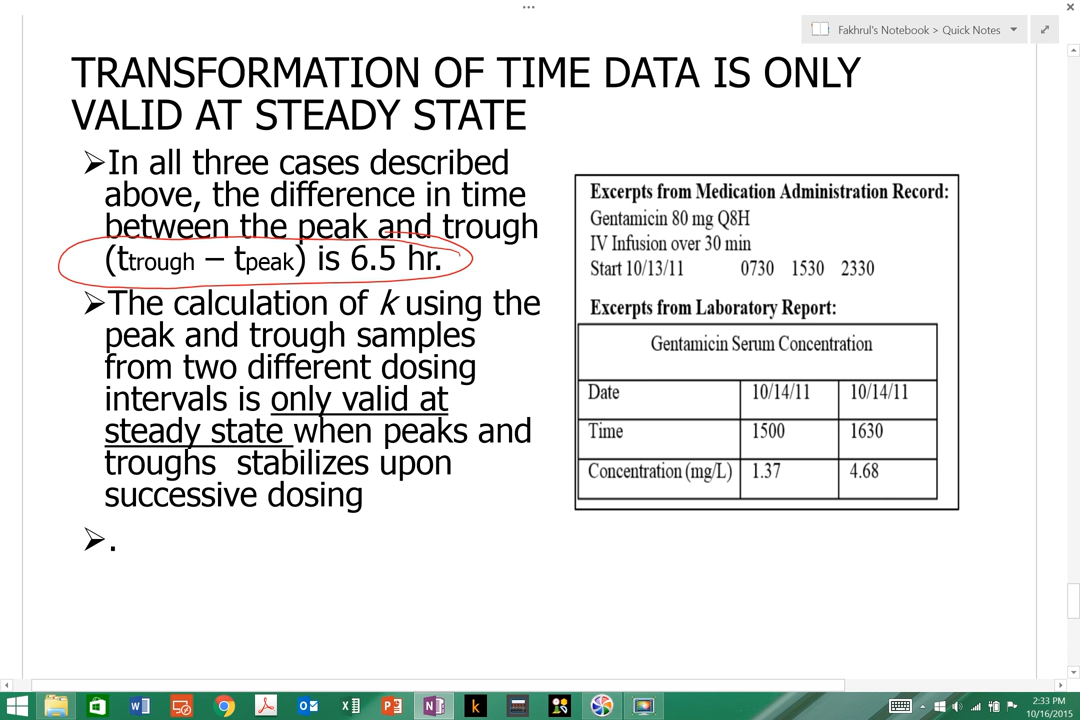 Fakhrul's Notebook > Quick Notes
TRANSFORMATION OF TIME DATA IS ONLY
VALID AT STEADY STATE
➢In all three cases described
above, the difference in time
between the peak and trough
(ttrough – tpeak) is 6.5 hr.
➢The calculation of k using the
peak and trough samples
from two different dosing
intervals is only valid at
steady state when peaks and
troughs stabilizes upon
successive dosing
➢.
Excerpts from Medication Administration Record:
Gentamicin 80 mg Q8H
IV Infusion over 30 min
Start 10/13/11 0730 1530 2330
Excerpts from Laboratory Report:
Gentamicin Serum Concentration
Date 10/14/11 10/14/11
Time 1500 1630
Concentration (mg/L) 1.37 4.68
2:33 PM
10/16/2015